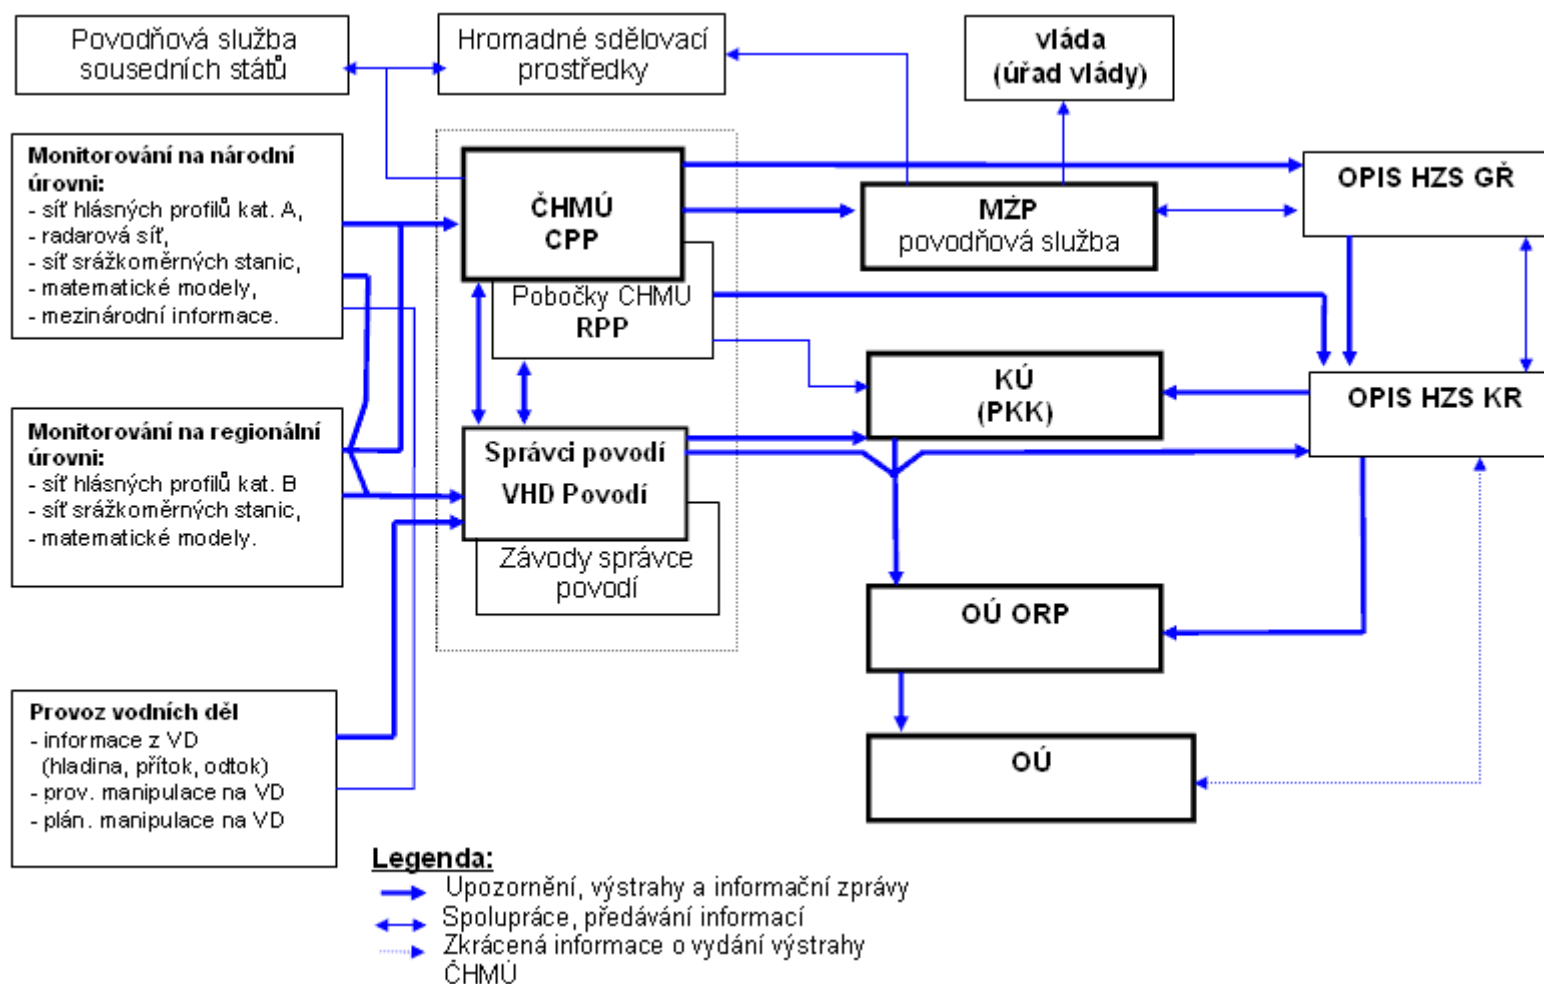 Povodňová služba
sousedních států
Hromadné sdělovací
prostředky
vláda
(úřad vlády)
Monitorování na národní
úrovni:
- síť hlásných profilů kat. A,
- radarová síť,
- síť srážkoměrných stanic,
- matematické modely,
- mezinárodní informace.
ČHMÚ
CPP
Pobočky CHMU
RPP
MŽP
povodňová služba
OPIS HZS GŘ
KÚ
(PKK)
OPIS HZS KR
Monitorování na regionální
úrovni:
- síť hlásných profilů kat. B
- síť srážkoměrných stanic,
- matematické modely.
Správci povodí
VHD Povodí
Závody správce
povodí
OÚ ORP
OÚ
Provoz vodních děl
- informace z VD
(hladina, přítok, odtok)
- prov. manipulace na VD
- plán. manipulace na VD
Legenda:
Upozornění, výstrahy a informační zprávy
Spolupráce, předávání informací
Zkrácená informace o vydání výstrahy
ČHMÚ